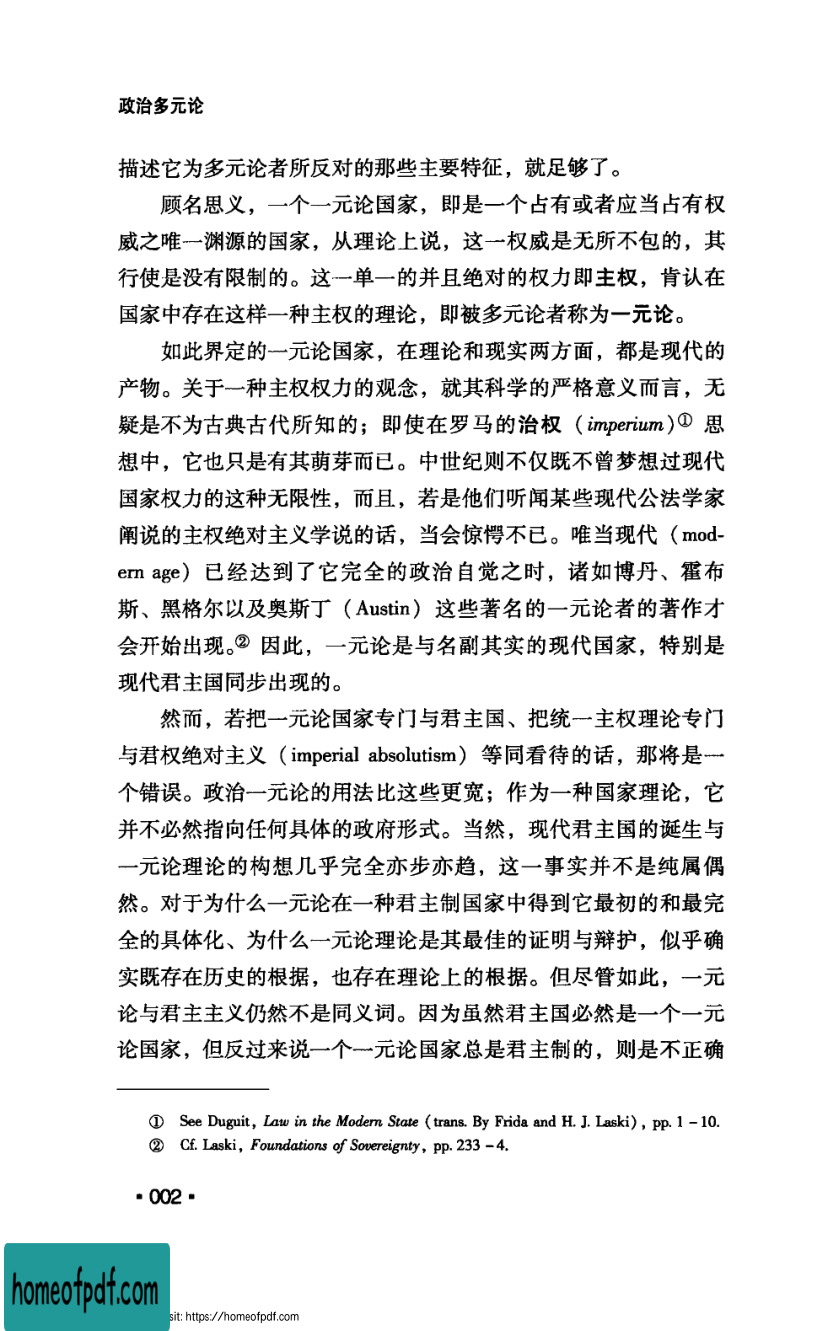 政治多元论
描述它为多元论者所反对的那些主要特征，就足够了。
顾名思义，一个一元论国家，即是一个占有或者应当占有权
威之唯一渊源的国家，从理论上说，这一权威是无所不包的，其
行使是没有限制的。这一单一的并且绝对的权力即主权，肯认在
国家中存在这样一种主权的理论，即被多元论者称为一元论。
如此界定的一元论国家，在理论和现实两方面，都是现代的
产物。关于一种主权权力的观念，就其科学的严格意义而言，无
疑是不为古典古代所知的；即使在罗马的治权（imperium）① 思
想中，它也只是有其萌芽而已。中世纪则不仅既不曾梦想过现代
国家权力的这种无限性，而且，若是他们听闻某些现代公法学家
阐说的主权绝对主义学说的话，当会惊愕不已。唯当现代（mod-
ern age）已经达到了它完全的政治自觉之时，诸如博丹、霍布
斯、黑格尔以及奥斯丁（Austin）这些著名的一元论者的著作才
会开始出现。② 因此，一元论是与名副其实的现代国家，特别是
现代君主国同步出现的。
然而，若把一元论国家专门与君主国、把统一主权理论专门
与君权绝对主义（imperial absolutism）等同看待的话，那将是一
个错误。政治一元论的用法比这些更宽；作为一种国家理论，它
并不必然指向任何具体的政府形式。当然，现代君主国的诞生与
一元论理论的构想几乎完全亦步亦趋，这一事实并不是纯属偶
然。对于为什么一元论在一种君主制国家中得到它最初的和最完
全的具体化、为什么一元论理论是其最佳的证明与辩护，似乎确
实既存在历史的根据，也存在理论上的根据。但尽管如此，一元
论与君主主义仍然不是同义词。因为虽然君主国必然是一个一元
论国家，但反过来说一个一元论国家总是君主制的，则是不正确
① See Duguit, Law in the Modern State (trans. By Frida and H. J. Laski), pp. 1 - 10.
② Cf. Laski, Foundations of Sovereignty, pp. 233 - 4.
▪ 002 ▪
homeofpdf.com
sit: https://homeofpdf.com